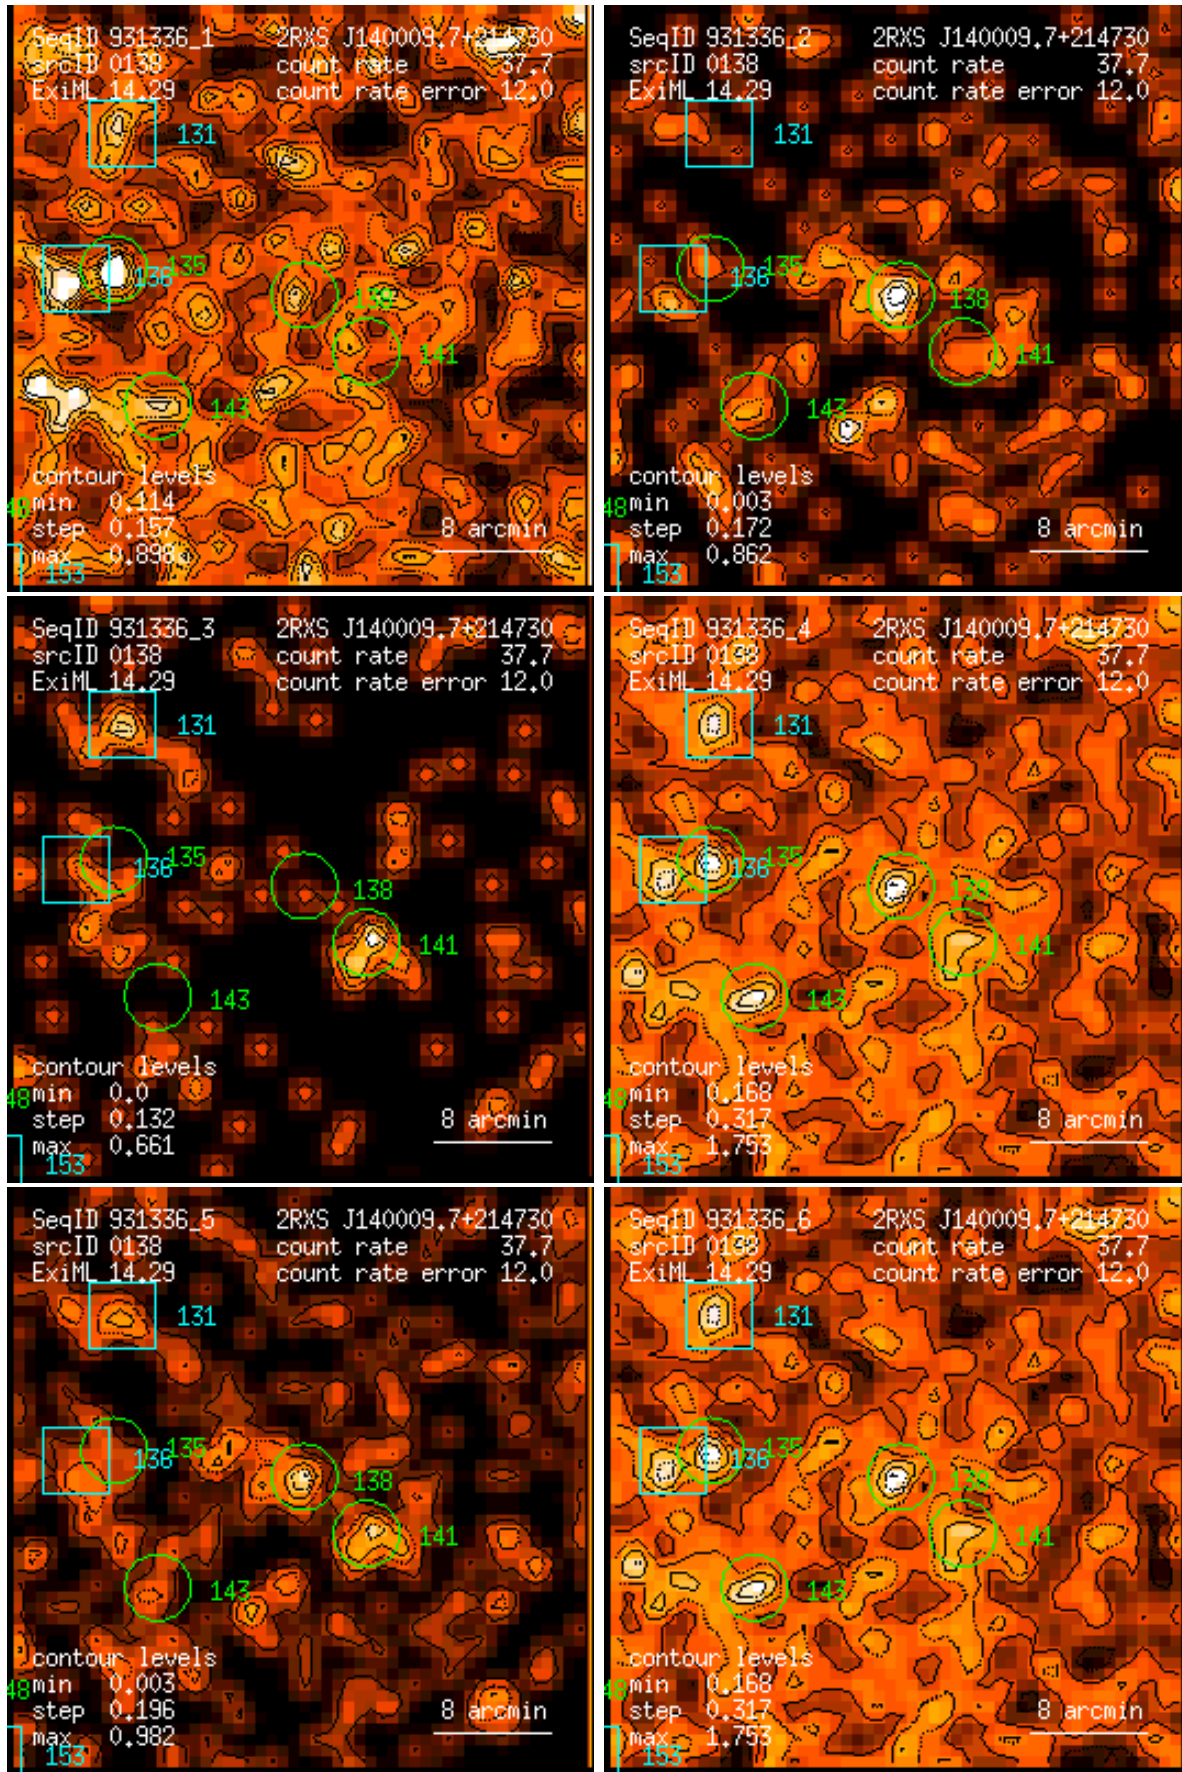 SeqID 931336_1 2RXS J140009.7+214730
srcID 0138 count rate 37.7
ExiML 14.29 count rate error 12.0
131
135
136
139
141
143
contour levels
48 min 0.114
step 0.157 8 arcmin
max 0.898
153
SeqID 931336_2 2RXS J140009.7+214730
srcID 0138 count rate 37.7
ExiML 14.29 count rate error 12.0
131
135
136
138
141
143
contour levels
48 min 0.003
step 0.172 8 arcmin
max 0.862
153
SeqID 931336_3 2RXS J140009.7+214730
srcID 0138 count rate 37.7
ExiML 14.29 count rate error 12.0
131
135
136
138
141
143
contour levels
48 min 0.0
step 0.132 8 arcmin
max 0.661
153
SeqID 931336_4 2RXS J140009.7+214730
srcID 0138 count rate 37.7
ExiML 14.29 count rate error 12.0
131
135
136
138
141
143
contour levels
48 min 0.168
step 0.317 8 arcmin
max 1.753
153
SeqID 931336_5 2RXS J140009.7+214730
srcID 0138 count rate 37.7
ExiML 14.29 count rate error 12.0
131
135
136
138
141
143
contour levels
48 min 0.003
step 0.196 8 arcmin
max 0.982
153
SeqID 931336_6 2RXS J140009.7+214730
srcID 0138 count rate 37.7
ExiML 14.29 count rate error 12.0
131
135
136
138
141
143
contour levels
48 min 0.168
step 0.317 8 arcmin
max 1.753
153